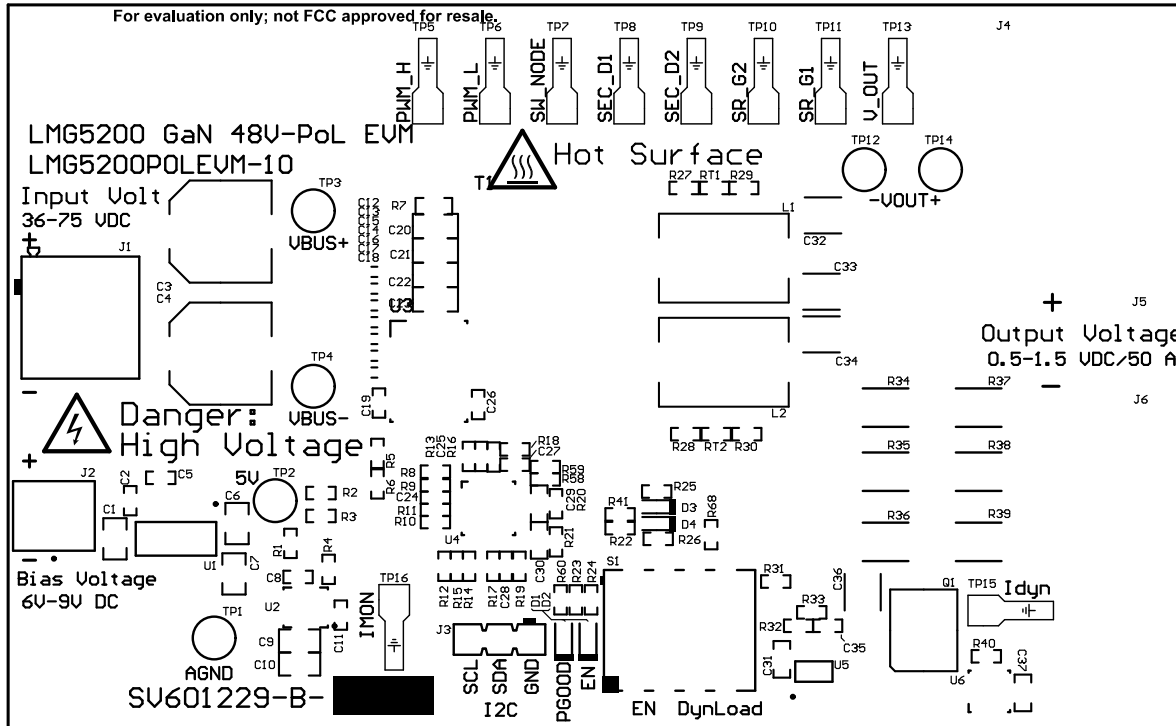 For evaluation only; not FCC approved for resale.
TP5 TP6 TP7 TP8 TP9 TP10 TP11 TP13 J4
PWM_H PWM_L SW_NODE SEC_D1 SEC_D2 SR_G2 SR_G1 V_OUT
LMG5200 GaN 48V-PoL EVM
LMG5200POLEVM-10
Hot Surface
TP12 TP14
-VOUT+
Input Volt
36-75 VDC
+
J1
-
TP3
VBUS+
C3
C4
TP4
VBUS-
T1
C12
C13
C15
C14
C16
C17
C18
R7
C20
C21
C22
U3
C19
C26
R27 RT1 R29
L1
C32
C33
C34
L2
R28 RT2 R30
+
J5
Output Voltage
0.5-1.5 VDC/50 A
-
J6
R34 R37
R35 R38
R36 R39
Danger:
High Voltage
+
J2
-
Bias Voltage
6V-9V DC
C2
C5
C1
U1
C6
C7
5V
TP2
R2
R3
R1
R4
C8
U2
C9
C10
C11
TP1
AGND
SV601229-B-
R5
R6
R13
C25
R16
R18
C27
R8
R9
C24
R11
R10
R59
R58
C29
R20
R21
U4
C30
R12
R15
R14
R17
C28
R19
TP16
IMON
J3
SCL SDA GND
I2C
D1
D2
R60
R23
R24
PGOOD EN
R41
R22
R25
D3
D4
R26
R68
S1
EN DynLoad
R31
R33
R32
C35
C31
U5
C36
Q1
TP15
Idyn
R40
U6
C37